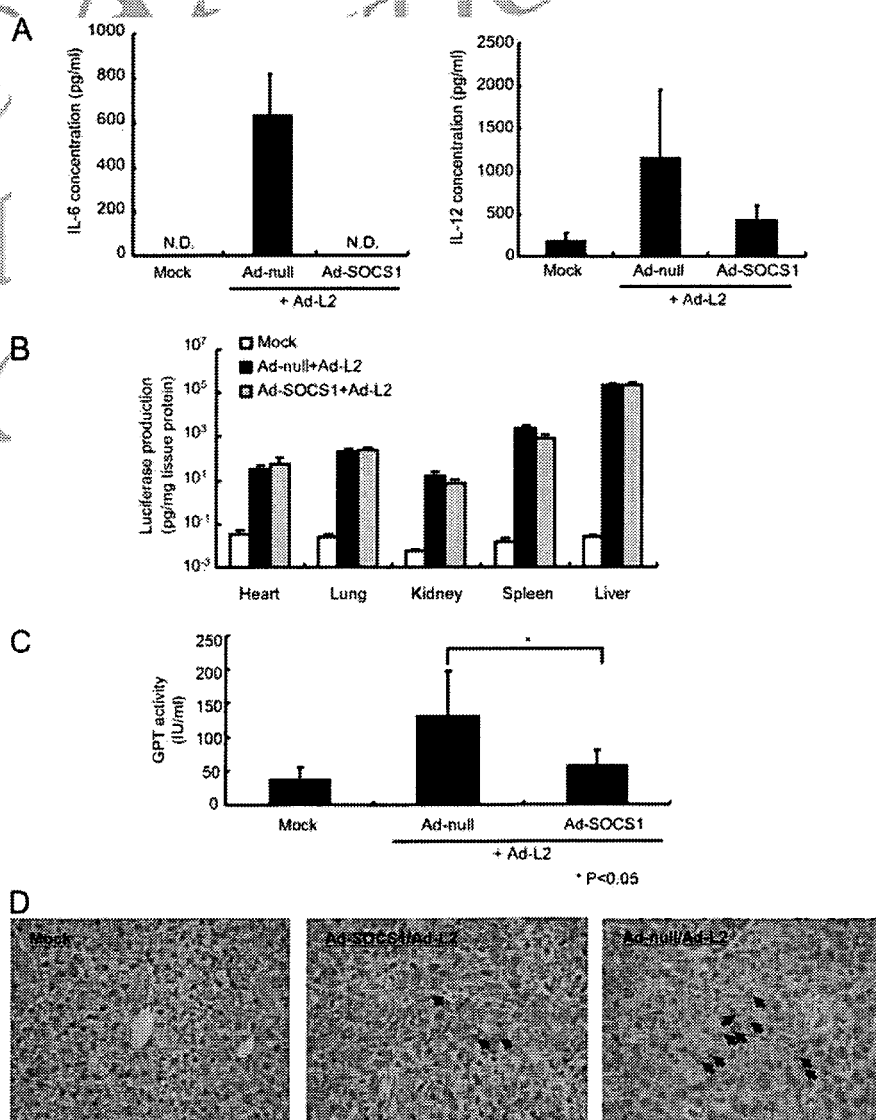 A
IL-6 concentration (pg/ml)
1000
800
600
400
200
0
N.D.
N.D.
Mock
Ad-null
Ad-SOCS1
+ Ad-L2
IL-12 concentration (pg/ml)
2500
2000
1500
1000
500
0
Mock
Ad-null
Ad-SOCS1
+ Ad-L2
B
Luciferase production
(pg/mg tissue protein)
10⁷
10⁵
10³
10¹
10⁻¹
10⁻³
Mock
Ad-null+Ad-L2
Ad-SOCS1+Ad-L2
Heart
Lung
Kidney
Spleen
Liver
C
GPT activity
(IU/ml)
250
200
150
100
50
0
*
Mock
Ad-null
Ad-SOCS1
+ Ad-L2
* P<0.05
D
Mock
Ad-SOCS1/Ad-L2
Ad-null/Ad-L2